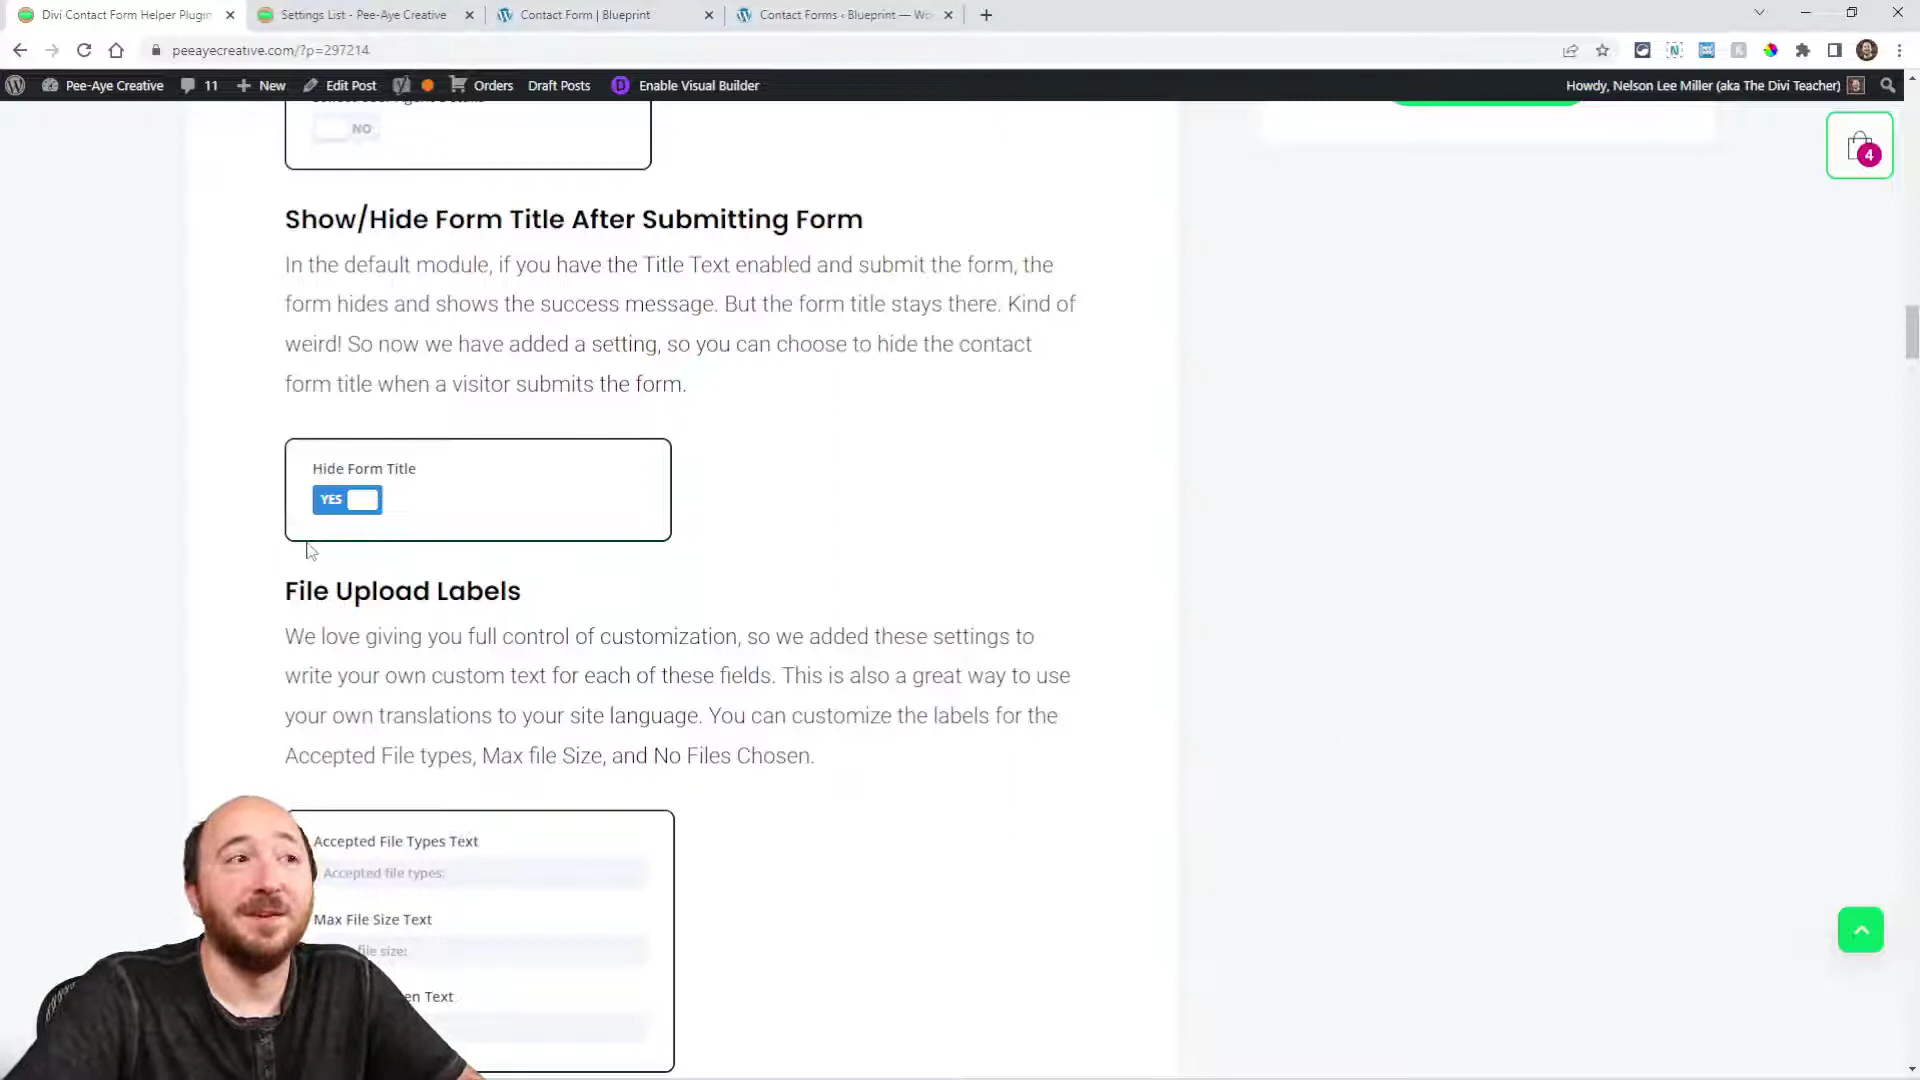 Divi Contact Form Helper Plugin
Settings List - Pee-Aye Creative
Contact Form | Blueprint
Contact Forms ‹ Blueprint — Wo
peeayecreative.com/?p=297214
Pee-Aye Creative
11
New
Edit Post
Orders
Draft Posts
Enable Visual Builder
Howdy, Nelson Lee Miller (aka The Divi Teacher)
4
NO
Show/Hide Form Title After Submitting Form
In the default module, if you have the Title Text enabled and submit the form, the
form hides and shows the success message. But the form title stays there. Kind of
weird! So now we have added a setting, so you can choose to hide the contact
form title when a visitor submits the form.
Hide Form Title
YES
File Upload Labels
We love giving you full control of customization, so we added these settings to
write your own custom text for each of these fields. This is also a great way to use
your own translations to your site language. You can customize the labels for the
Accepted File types, Max file Size, and No Files Chosen.
Accepted File Types Text
Accepted file types:
Max File Size Text
file size:
en Text